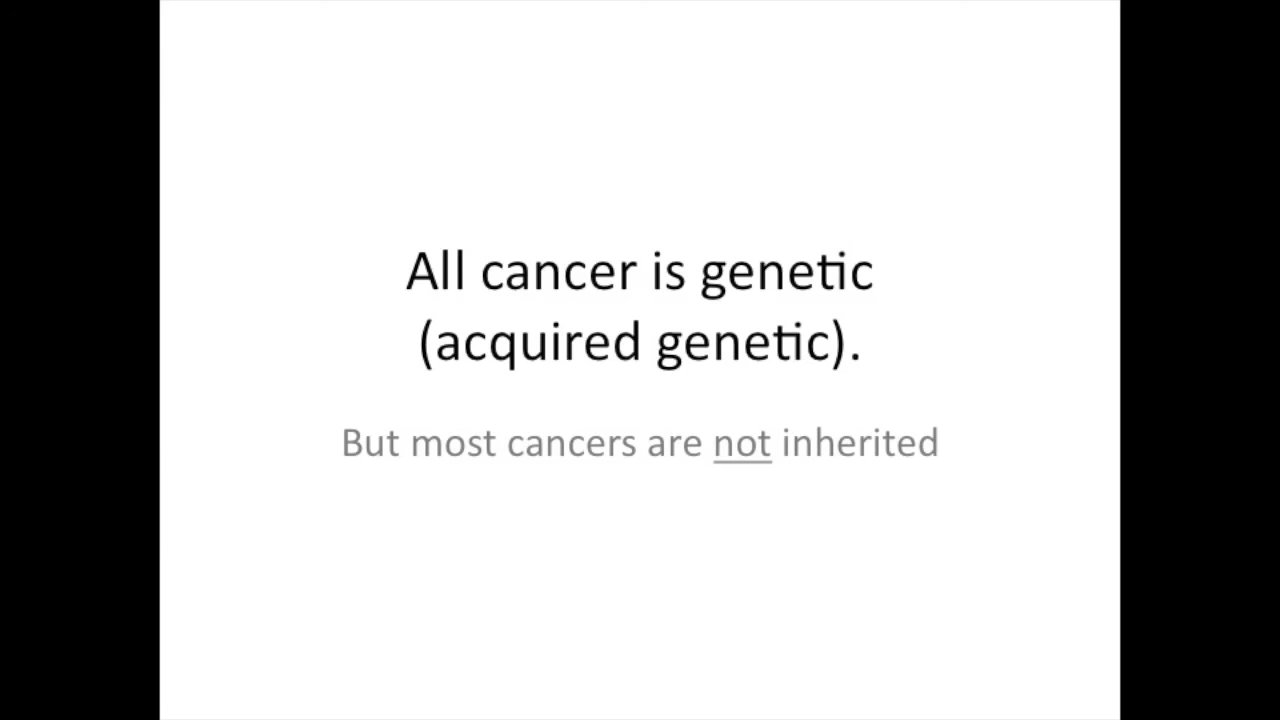 All cancer is genetic
(acquired genetic).
But most cancers are not inherited